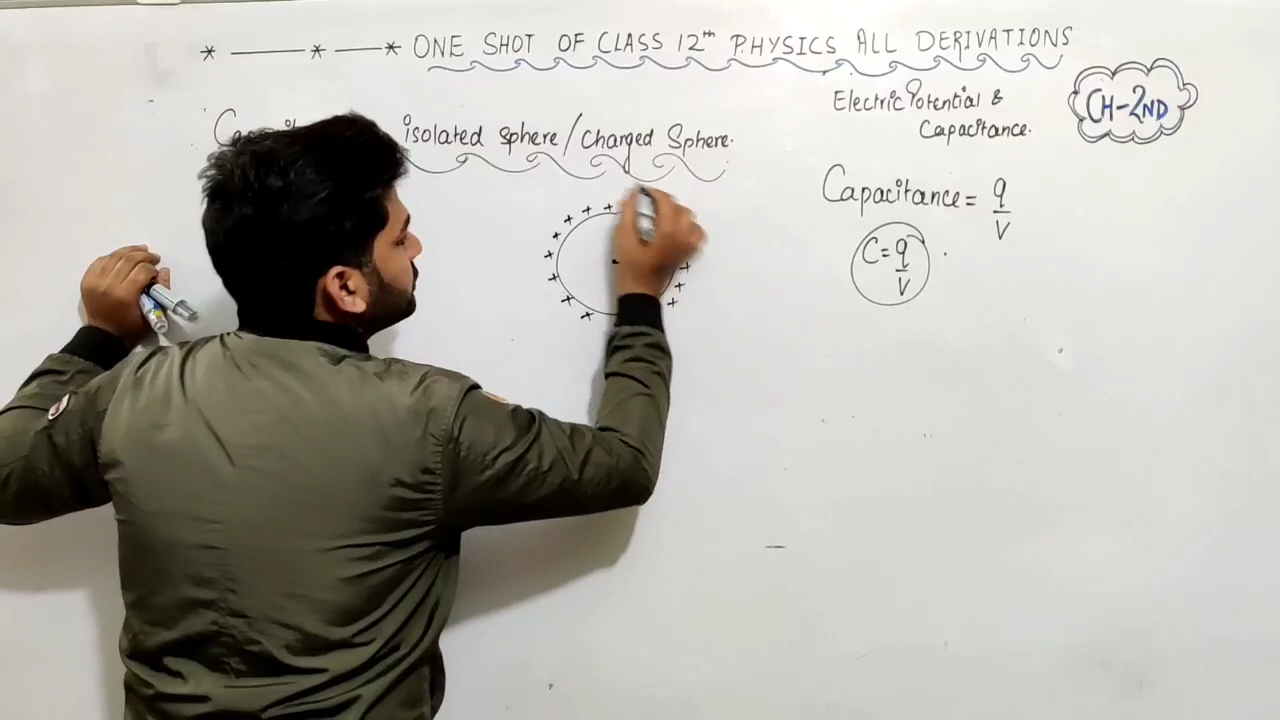 * —— * — * ONE SHOT OF CLASS 12th PHYSICS ALL DERIVATIONS
Electric Potential &
Capacitance.
CH-2ND
isolated sphere / Charged Sphere.
Capacitance = q/V
C = q/V